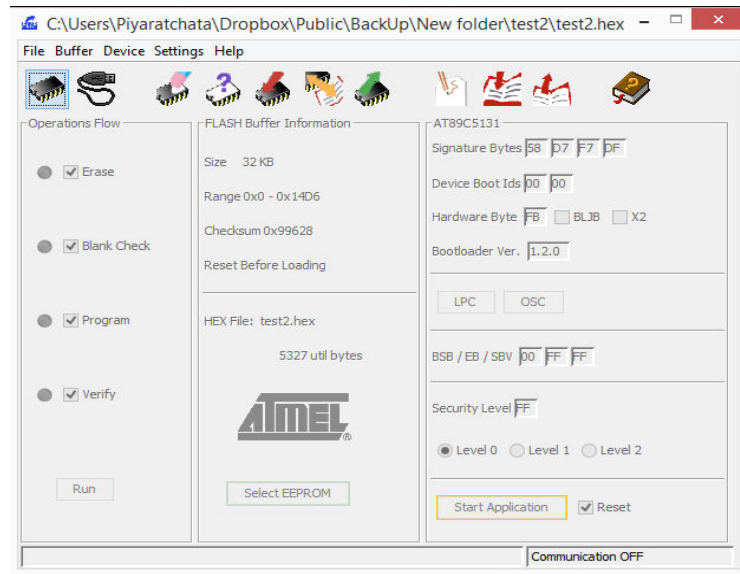 C:\Users\Piyaratchata\Dropbox\Public\BackUp\New folder\test2\test2.hex
File Buffer Device Settings Help
Operations Flow
Erase
Blank Check
Program
Verify
Run
FLASH Buffer Information
Size 32 KB
Range 0x0 - 0x14D6
Checksum 0x99628
Reset Before Loading
HEX File: test2.hex
5327 util bytes
ATMEL
®
Select EEPROM
AT89C5131
Signature Bytes 58 D7 F7 DF
Device Boot Ids 00 00
Hardware Byte FB BLJB X2
Bootloader Ver. 1.2.0
LPC OSC
BSB / EB / SBV 00 FF FF
Security Level FF
Level 0 Level 1 Level 2
Start Application Reset
Communication OFF